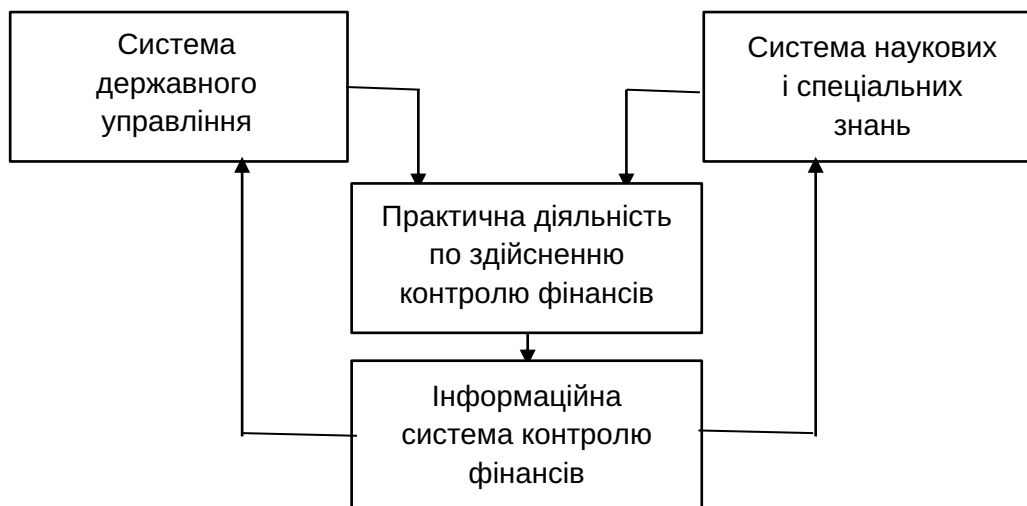 Система
державного
управління
Система наукових
і спеціальних
знань
Практична діяльність
по здійсненню
контролю фінансів
Інформаційна
система контролю
фінансів